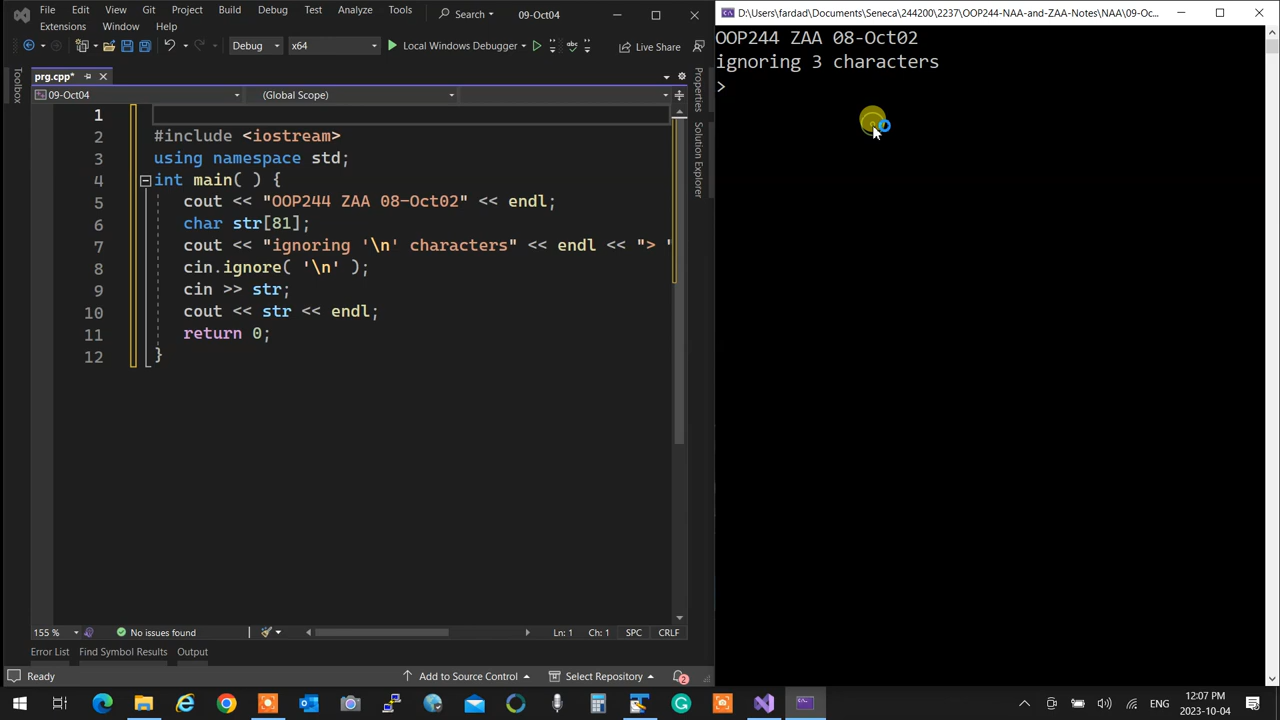 File Edit View Git Project Build Debug Test Analyze Tools Search 09-Oct04
Extensions Window Help
Debug x64 Local Windows Debugger Live Share
Toolbox
prg.cpp*
09-Oct04 (Global Scope)
1
2 #include <iostream>
3 using namespace std;
4 int main( ) {
5 cout << "OOP244 ZAA 08-Oct02" << endl;
6 char str[81];
7 cout << "ignoring '\n' characters" << endl << "> "
8 cin.ignore( '\n' );
9 cin >> str;
10 cout << str << endl;
11 return 0;
12 }
Properties
Solution Explorer
155 % No issues found Ln: 1 Ch: 1 SPC CRLF
Error List Find Symbol Results Output
Ready Add to Source Control Select Repository 2
D:\Users\fardad\Documents\Seneca\244200\2237\OOP244-NAA-and-ZAA-Notes\NAA\09-Oc...
OOP244 ZAA 08-Oct02
ignoring 3 characters
>
ENG
12:07 PM
2023-10-04